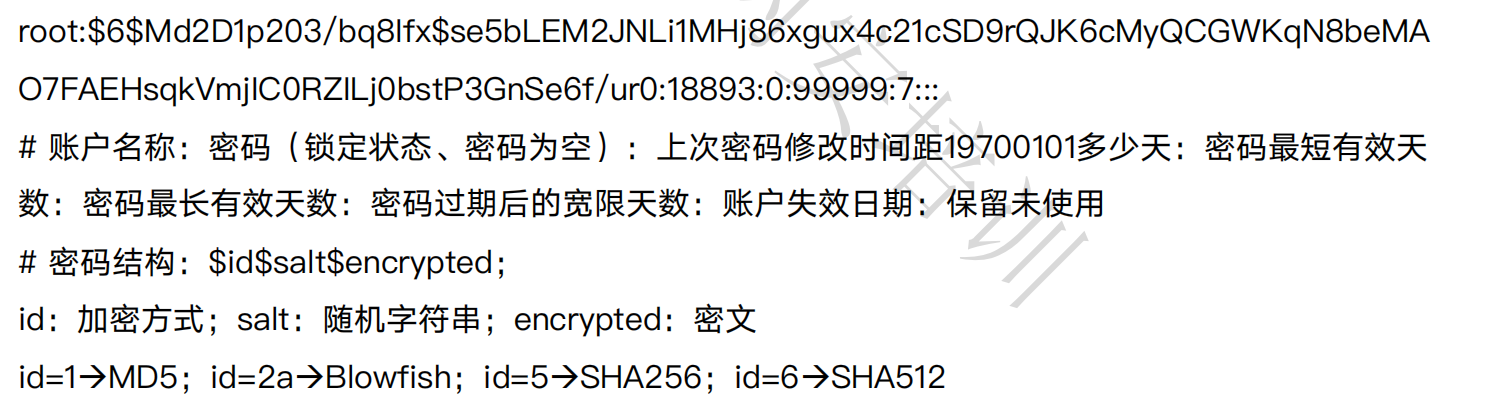 root:$6$Md2D1p203/bq8lfx$se5bLEM2JNLi1MHj86xgux4c21cSD9rQJK6cMyQCGWKqN8beMA
O7FAEHsqkVmjIC0RZILj0bstP3GnSe6f/ur0:18893:0:99999:7:::
# 账户名称：密码（锁定状态、密码为空）：上次密码修改时间距19700101多少天：密码最短有效天
数：密码最长有效天数：密码过期后的宽限天数：账户失效日期：保留未使用
# 密码结构：$id$salt$encrypted；
id：加密方式；salt：随机字符串；encrypted：密文
id=1→MD5；id=2a→Blowfish；id=5→SHA256；id=6→SHA512
安培训